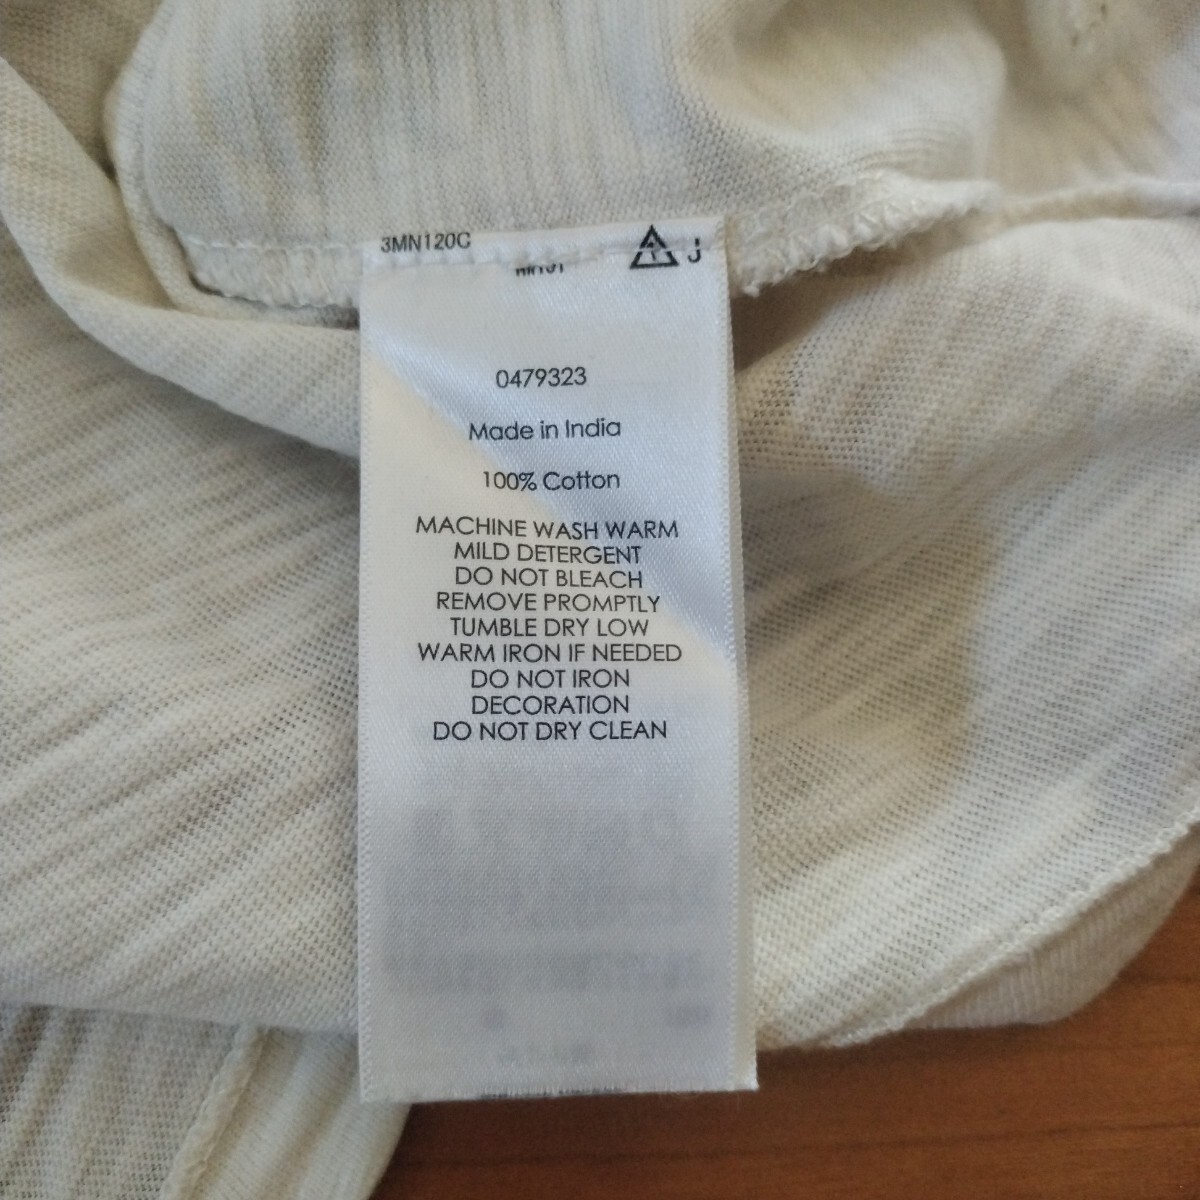 3MN120C
J
0479323
Made in India
100% Cotton
MACHINE WASH WARM
MILD DETERGENT
DO NOT BLEACH
REMOVE PROMPTLY
TUMBLE DRY LOW
WARM IRON IF NEEDED
DO NOT IRON
DECORATION
DO NOT DRY CLEAN